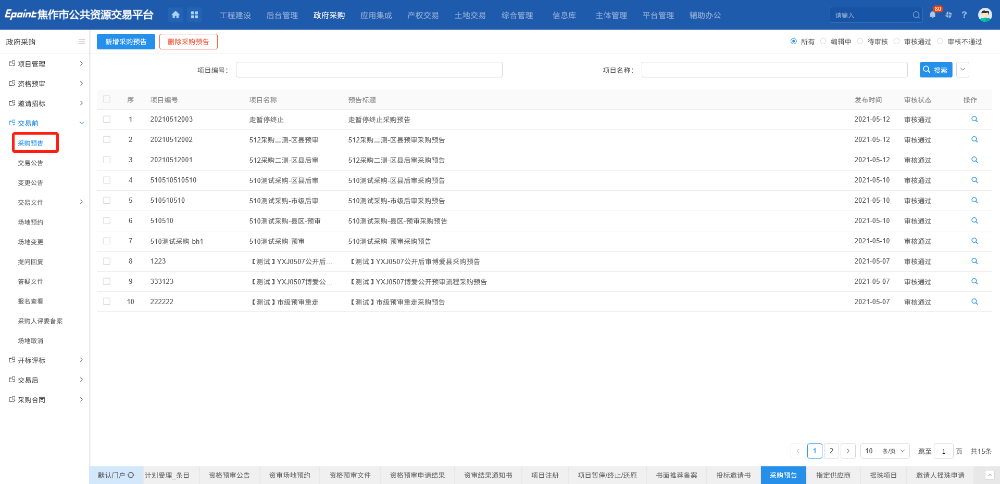 Epoint焦作市公共资源交易平台 工程建设 后台管理 政府采购 应用集成 产权交易 土地交易 综合管理 信息库 主体管理 平台管理 辅助办公 请输入 80 ?
政府采购 新增采购预告 删除采购预告 所有 编辑中 待审核 审核通过 审核不通过
项目编号： 项目名称： 搜索
项目管理
资格预审
邀请招标
交易前
采购预告
交易公告
变更公告
交易文件
场地预约
场地变更
提问回复
答疑文件
报名查看
采购人评委备案
场地取消
开标评标
交易后
采购合同
序 项目编号 项目名称 预告标题 发布时间 审核状态 操作
1 20210512003 走暂停终止 走暂停终止采购预告 2021-05-12 审核通过
2 20210512002 512采购二测-区县预审 512采购二测-区县预审采购预告 2021-05-12 审核通过
3 20210512001 512采购二测-区县后审 512采购二测-区县后审采购预告 2021-05-12 审核通过
4 510510510510 510测试采购-区县后审 510测试采购-区县后审采购预告 2021-05-10 审核通过
5 510510510 510测试采购-市级后审 510测试采购-市级后审采购预告 2021-05-10 审核通过
6 510510 510测试采购-县区-预审 510测试采购-县区-预审采购预告 2021-05-10 审核通过
7 510测试采购-bh1 510测试采购-预审 510测试采购-预审采购预告 2021-05-10 审核通过
8 1223 【测试】YXJ0507公开后... 【测试】YXJ0507公开后审博爱县采购预告 2021-05-07 审核通过
9 333123 【测试】YXJ0507博爱公... 【测试】YXJ0507博爱公开预审流程采购预告 2021-05-07 审核通过
10 222222 【测试】市级预审重走 【测试】市级预审重走采购预告 2021-05-07 审核通过
1 2 10 条/页 跳至 1 页 共15条
默认门户 计划受理_条目 资格预审公告 资审场地预约 资格预审文件 资格预审申请结果 资审结果通知书 项目注册 项目暂停/终止/还原 书面推荐备案 投标邀请书 采购预告 指定供应商 摇珠项目 邀请人摇珠申请